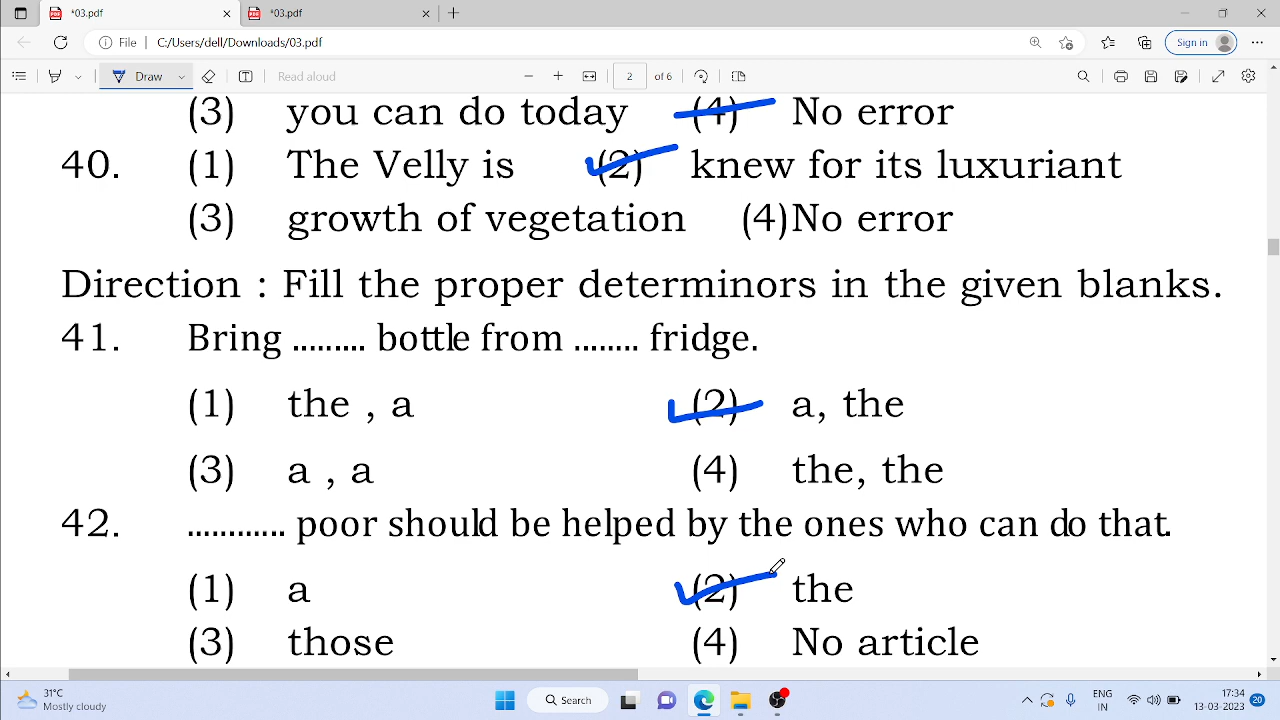 *03.pdf
*03.pdf
File | C:/Users/dell/Downloads/03.pdf
Sign in
Draw
Read aloud
2
of 6
(3) you can do today (4) No error
40. (1) The Velly is (2) knew for its luxuriant
(3) growth of vegetation (4)No error
Direction : Fill the proper determinors in the given blanks.
41. Bring ......... bottle from ........ fridge.
(1) the , a (2) a, the
(3) a , a (4) the, the
42. ............ poor should be helped by the ones who can do that.
(1) a (2) the
(3) those (4) No article
31°C
Mostly cloudy
Search
ENG
IN
17:34
13-03-2023
20